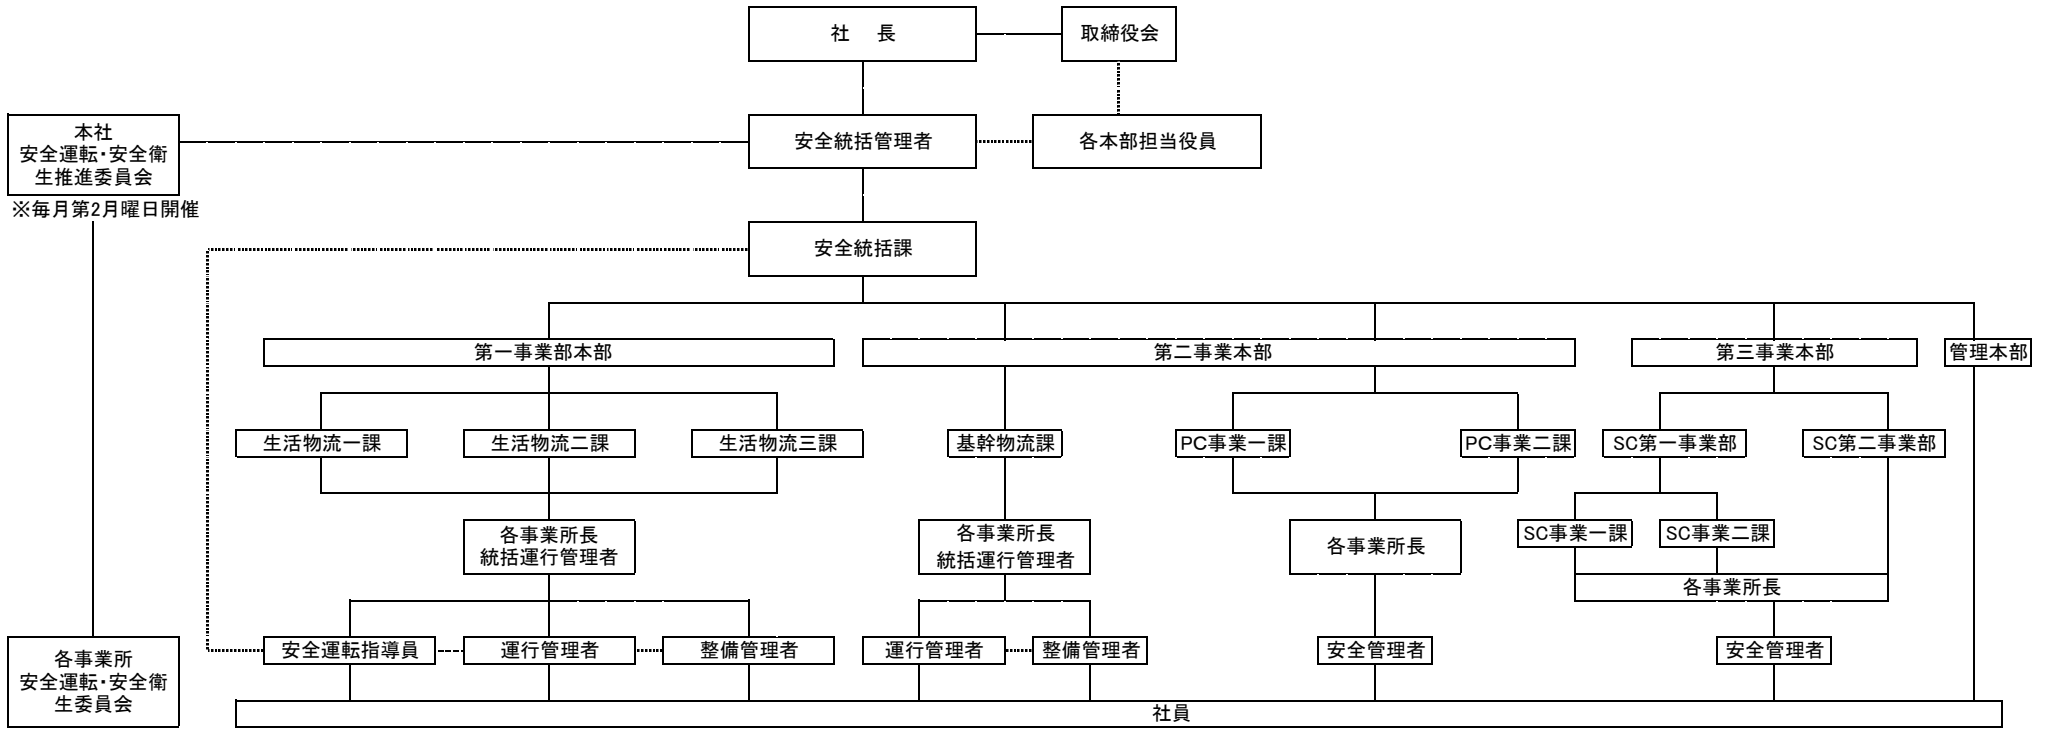 社　長
取締役会
本社
安全運転・安全衛
生推進委員会
※毎月第2月曜日開催
安全統括管理者
各本部担当役員
安全統括課
第一事業部本部
第二事業本部
第三事業本部
管理本部
生活物流一課
生活物流二課
生活物流三課
基幹物流課
PC事業一課
PC事業二課
SC第一事業部
SC第二事業部
各事業所長
統括運行管理者
各事業所長
統括運行管理者
各事業所長
SC事業一課
SC事業二課
各事業所長
各事業所
安全運転・安全衛
生委員会
安全運転指導員
運行管理者
整備管理者
運行管理者
整備管理者
安全管理者
安全管理者
社員